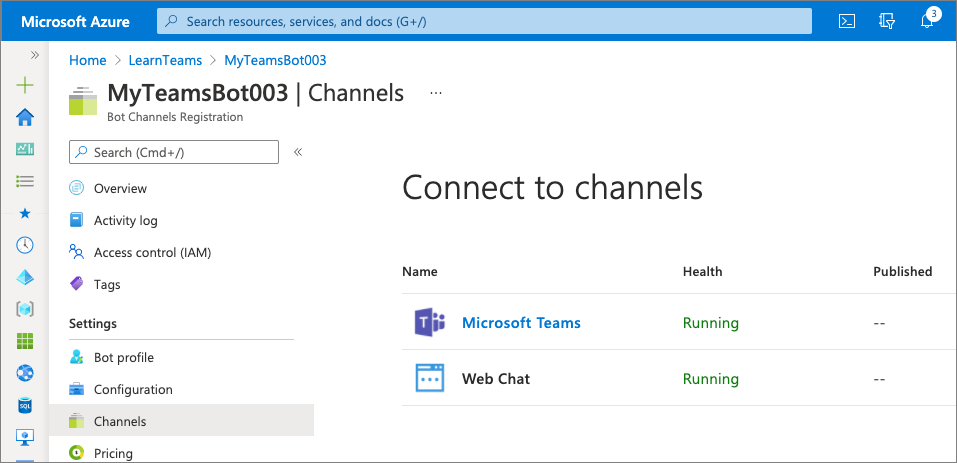 Microsoft Azure
Search resources, services, and docs (G+/)
3
Home > LearnTeams > MyTeamsBot003
MyTeamsBot003 | Channels ...
Bot Channels Registration
Search (Cmd+/)
Overview
Activity log
Access control (IAM)
Tags
Settings
Bot profile
Configuration
Channels
Pricing
Connect to channels
Name Health Published
Microsoft Teams Running --
Web Chat Running --
SQL